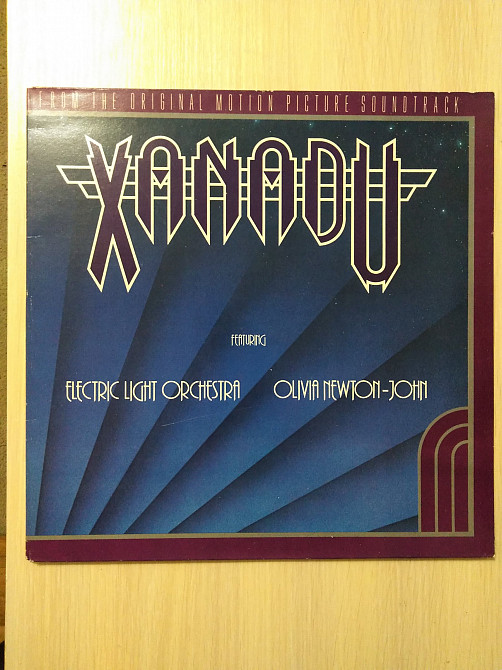 FROM THE ORIGINAL MOTION PICTURE SOUNDTRACK
XANADU
FEATURING
ELECTRIC LIGHT ORCHESTRA OLIVIA NEWTON-JOHN